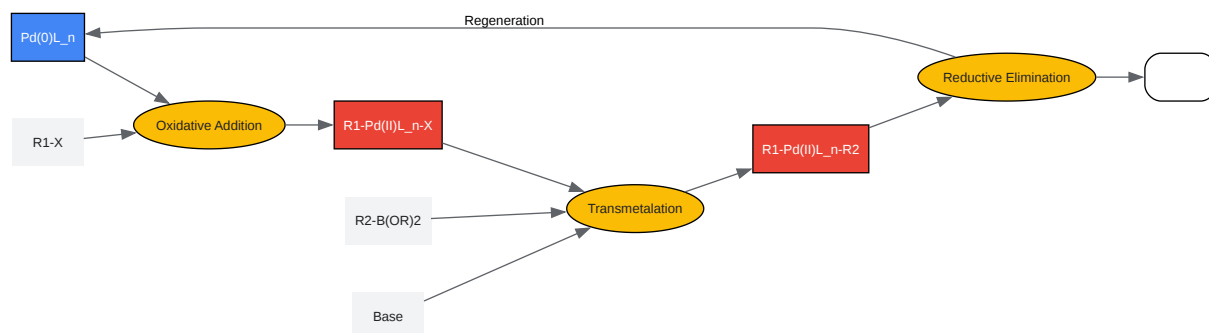 Regeneration
Pd(0)L_n
Reductive Elimination
Oxidative Addition
R1-Pd(II)L_n-X
R1-X
R1-Pd(II)L_n-R2
Transmetalation
R2-B(OR)2
Base